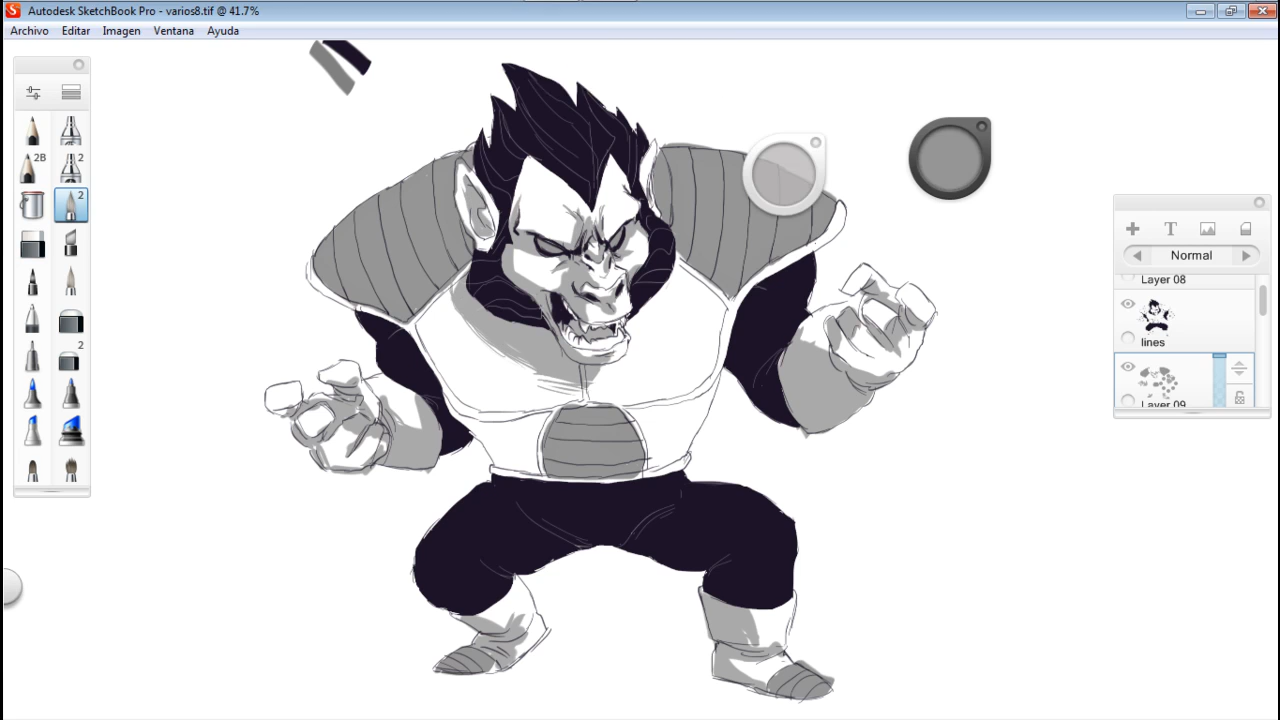 Autodesk SketchBook Pro - varios8.tif @ 41.7%
Archivo Editar Imagen Ventana Ayuda
2B 2
2
2
T
Normal
Layer 08
lines
Layer 09